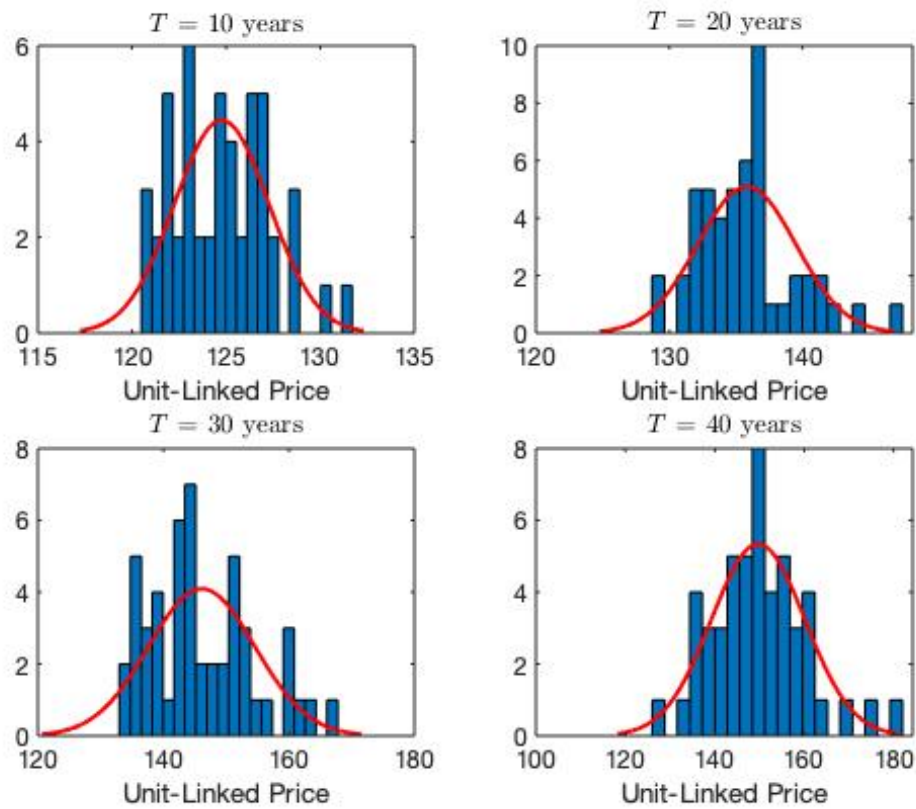 T = 10 years
6
4
2
0
115 120 125 130 135
Unit-Linked Price
T = 20 years
10
8
6
4
2
0
120 130 140
Unit-Linked Price
T = 30 years
8
6
4
2
0
120 140 160 180
Unit-Linked Price
T = 40 years
8
6
4
2
0
100 120 140 160 180
Unit-Linked Price